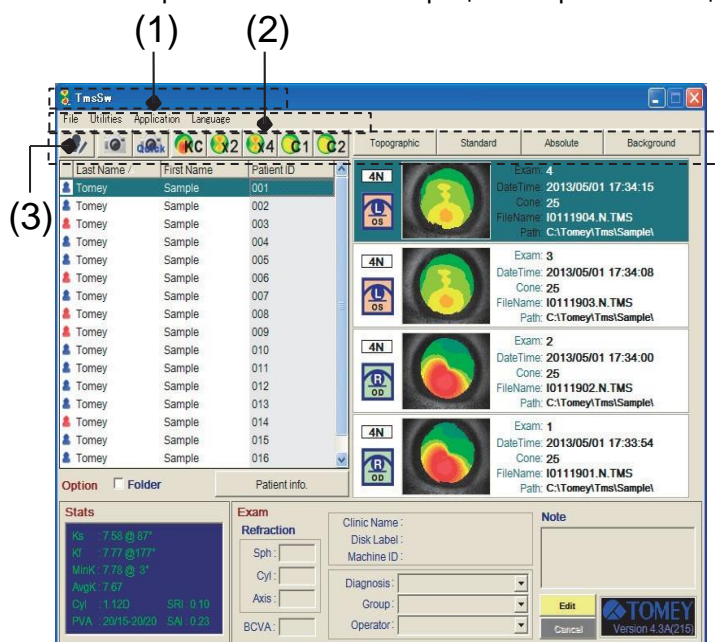 (1) (2)
TmsSw
File Utilities Application Language
Quick KC x2 x4 C1 C2 Topographic Standard Absolute Background
(3)
Last Name / First Name Patient ID
Tomey Sample 001
Tomey Sample 002
Tomey Sample 003
Tomey Sample 004
Tomey Sample 005
Tomey Sample 006
Tomey Sample 007
Tomey Sample 008
Tomey Sample 009
Tomey Sample 010
Tomey Sample 011
Tomey Sample 012
Tomey Sample 013
Tomey Sample 014
Tomey Sample 015
Tomey Sample 016
Option Folder Patient info.
4N
L
OS
Exam: 4
DateTime: 2013/05/01 17:34:15
Cone: 25
FileName: I0111904.N.TMS
Path: C:\Tomey\Tms\Sample\
4N
L
OS
Exam: 3
DateTime: 2013/05/01 17:34:08
Cone: 25
FileName: I0111903.N.TMS
Path: C:\Tomey\Tms\Sample\
4N
R
OD
Exam: 2
DateTime: 2013/05/01 17:34:00
Cone: 25
FileName: I0111902.N.TMS
Path: C:\Tomey\Tms\Sample\
4N
R
OD
Exam: 1
DateTime: 2013/05/01 17:33:54
Cone: 25
FileName: I0111901.N.TMS
Path: C:\Tomey\Tms\Sample\
Stats
Ks : 7.58 @ 87°
Kf : 7.77 @177°
MinK : 7.78 @ 3°
AvgK : 7.67
Cyl : 1.12D SRI : 0.10
PVA : 20/15-20/20 SAI : 0.23
Exam
Refraction
Sph :
Cyl :
Axis :
BCVA :
Clinic Name :
Disk Label :
Machine ID :
Diagnosis :
Group :
Operator :
Note
Edit
Cancel
TOMEY
Version 4.3A(215)